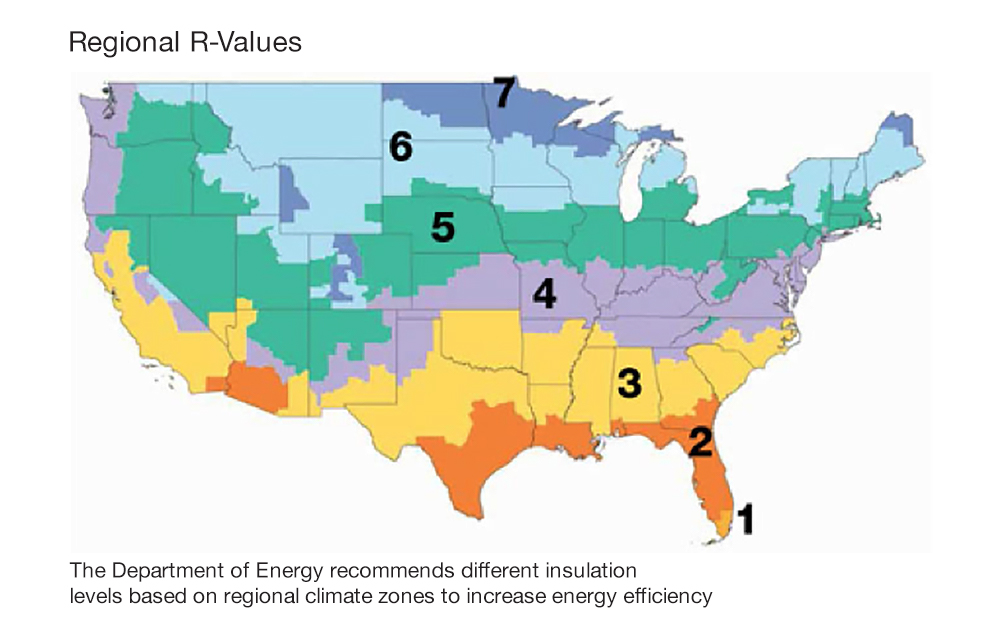 Regional R-Values
7
6
5
4
3
2
1
The Department of Energy recommends different insulation
levels based on regional climate zones to increase energy efficiency